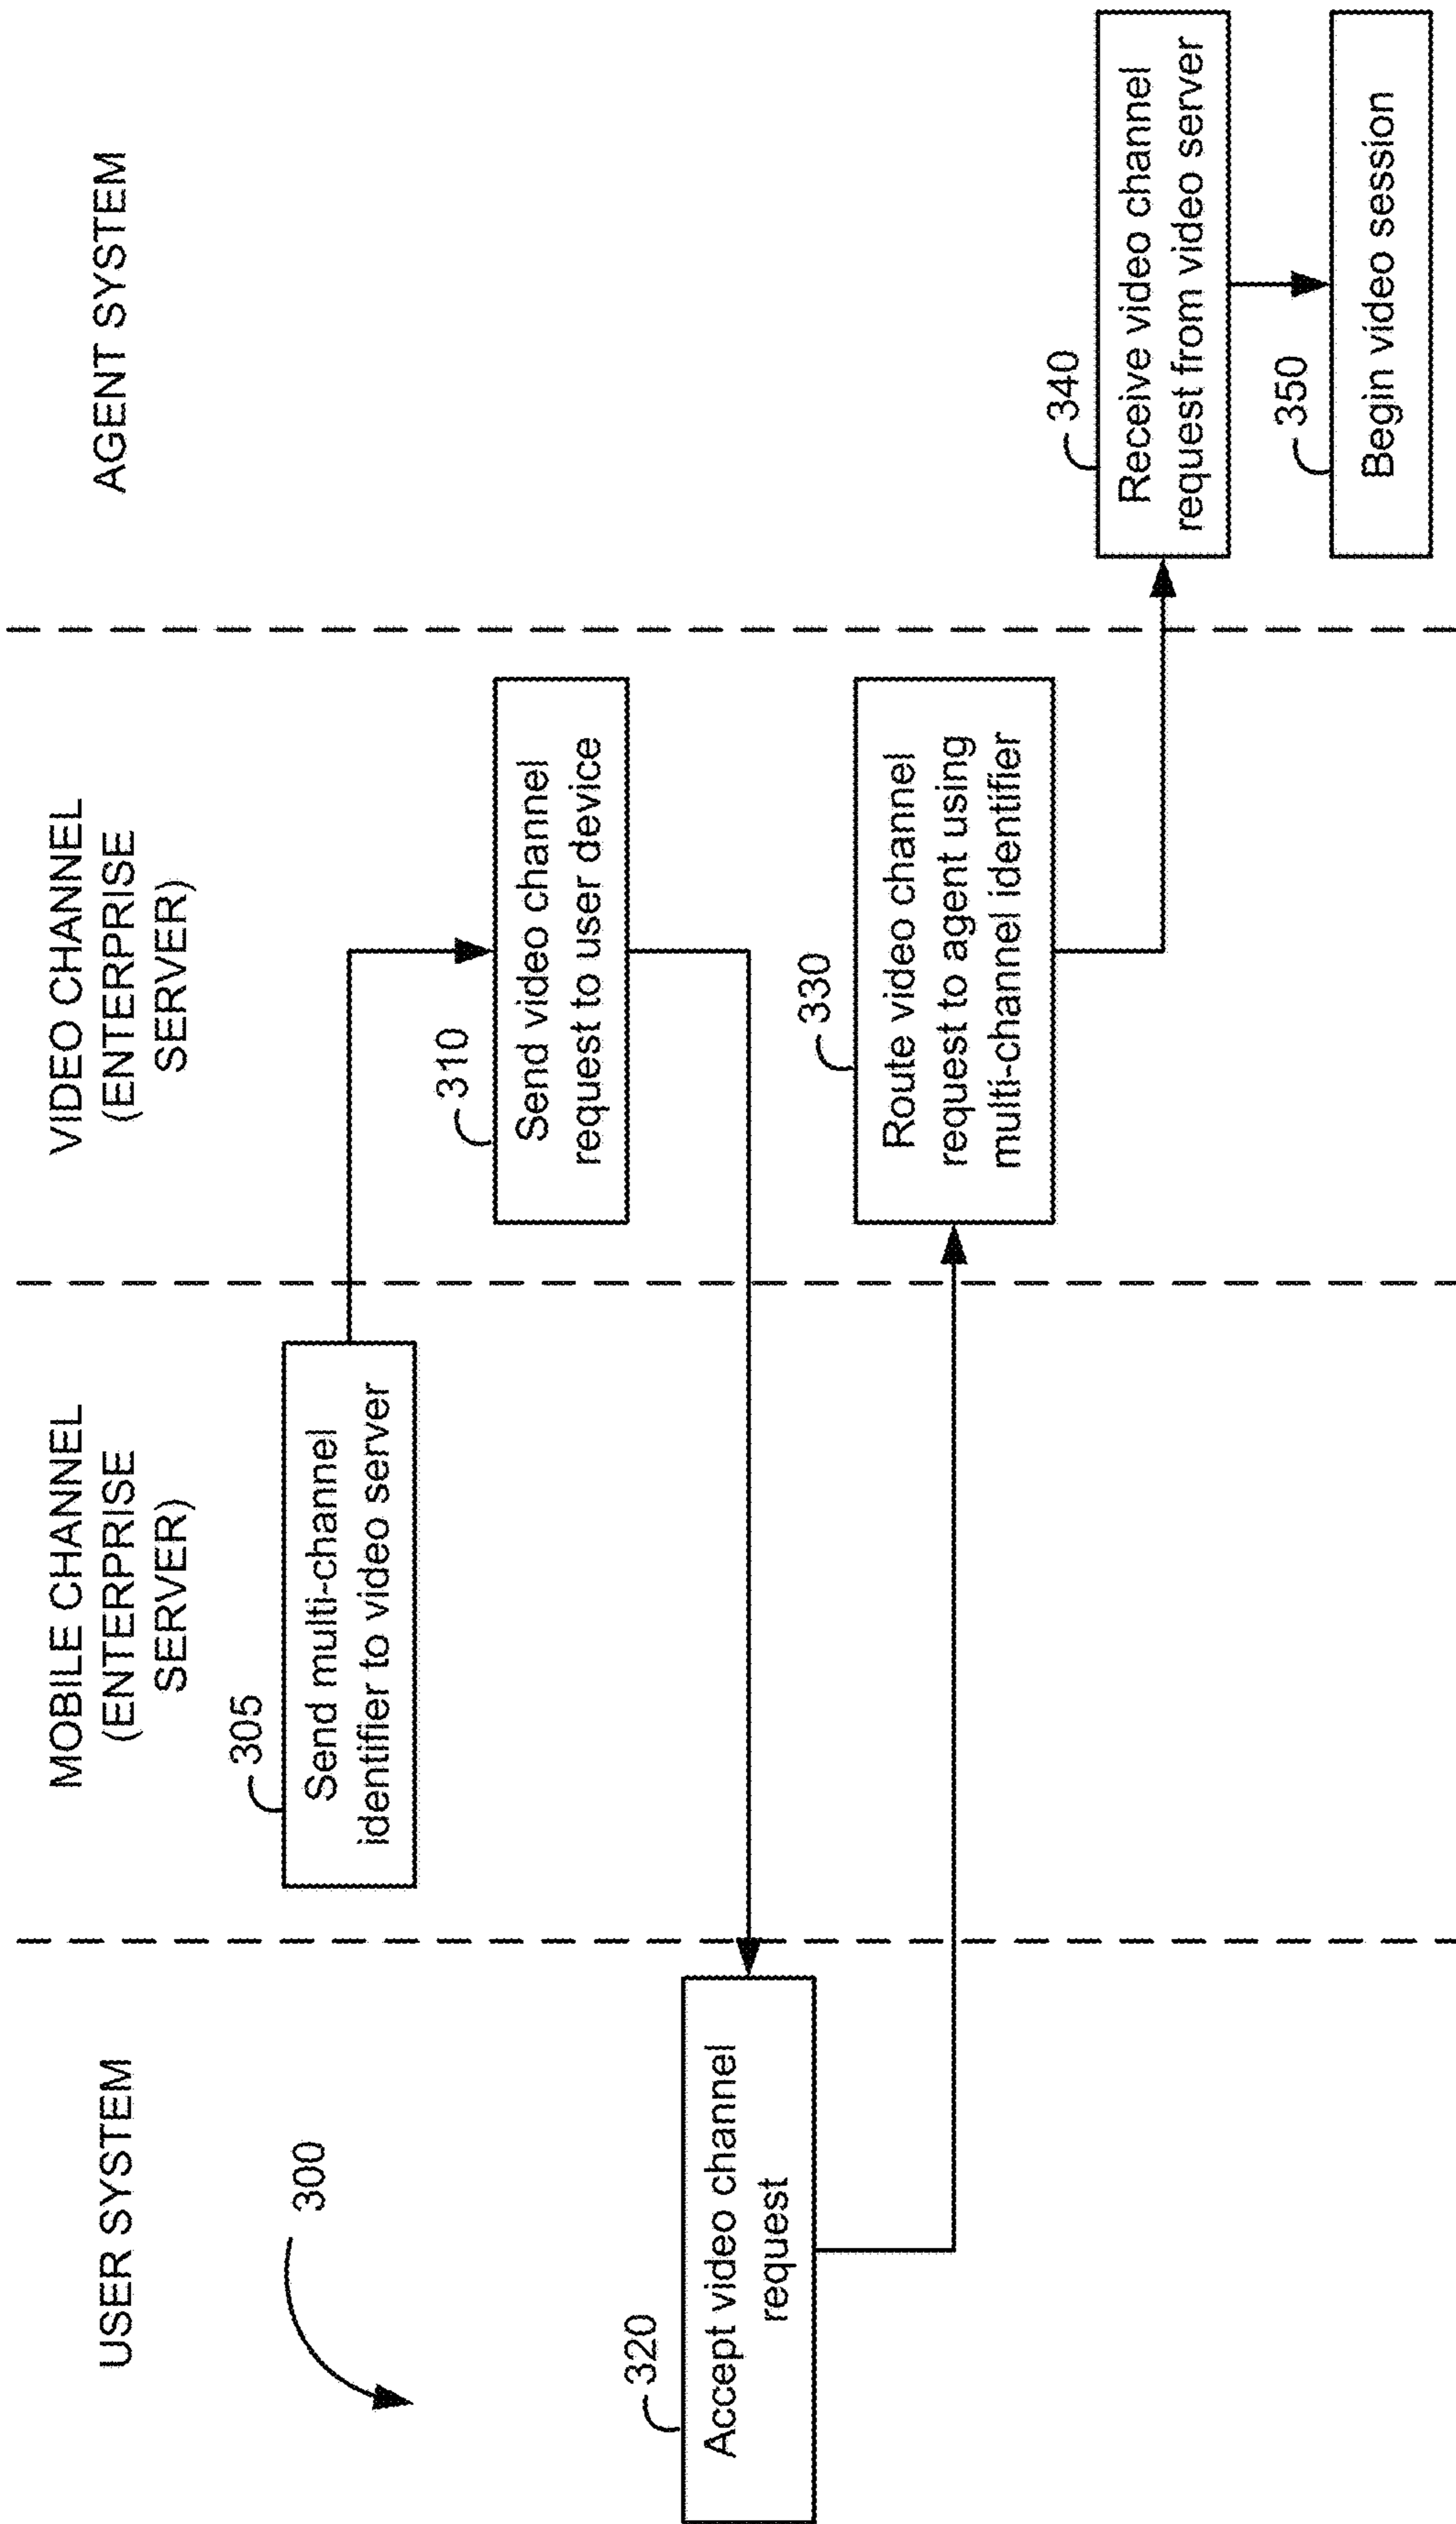 USER SYSTEM
MOBILE CHANNEL
(ENTERPRISE
SERVER)
VIDEO CHANNEL
(ENTERPRISE
SERVER)
AGENT SYSTEM
300
305
Send multi-channel
identifier to video server
310
Send video channel
request to user device
320
Accept video channel
request
330
Route video channel
request to agent using
multi-channel identifier
340
Receive video channel
request from video server
350
Begin video session